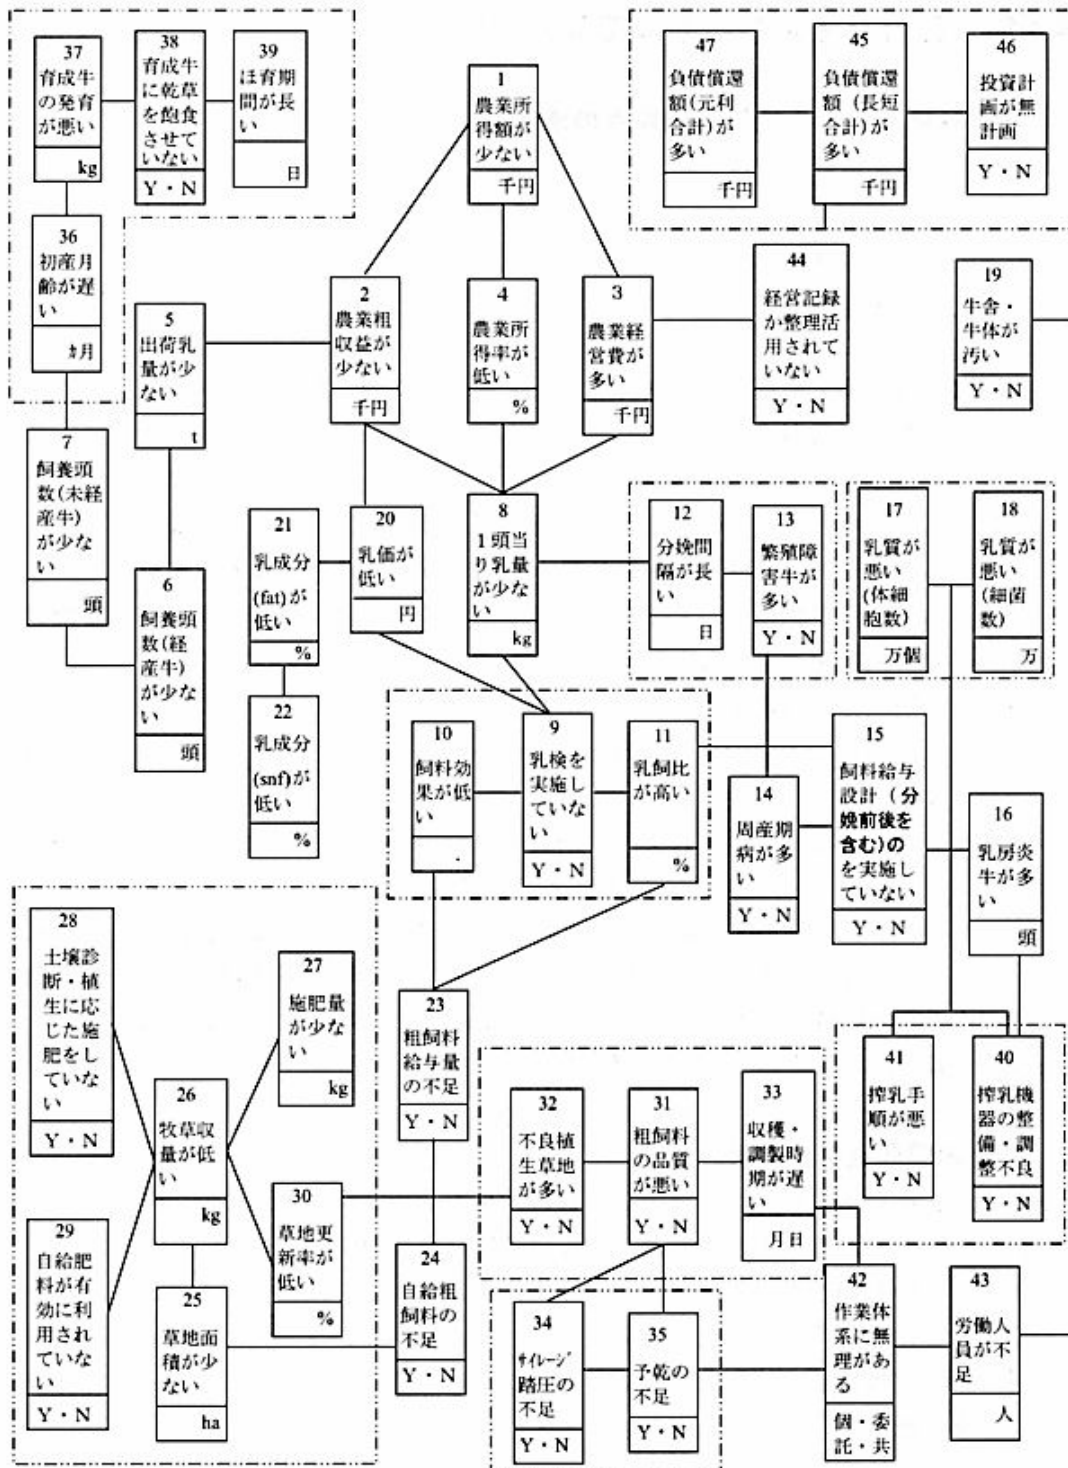 37
育成牛
の発育
が悪い
kg
38
育成牛
に乾草
を飽食
させて
いない
Y・N
39
ほ育期
間が長
い
日
1
農業所
得額が
少ない
千円
47
負債償還
額(元利
合計)が
多い
千円
45
負債償還
額(長短
合計)が
多い
千円
46
投資計
画が無
計画
Y・N
36
初産月
齢が遅
い
ヵ月
5
出荷乳
量が少
ない
t
2
農業粗
収益が
少ない
千円
4
農業所
得率が
低い
%
3
農業経
営費が
多い
千円
44
経営記録
か整理活
用されて
いない
Y・N
19
牛舎・
牛体が
汚い
Y・N
7
飼養頭
数(未経
産牛)
が少な
い
頭
6
飼養頭
数(経
産牛)
が少な
い
頭
21
乳成分
(fat)が
低い
%
20
乳価が
低い
円
8
1頭当
り乳量
が少な
い
kg
12
分娩間
隔が長
い
日
13
繁殖障
害牛が
多い
Y・N
17
乳質が
悪い
(体細
胞数)
万個
18
乳質が
悪い
(細菌
数)
万
22
乳成分
(snf)が
低い
%
10
飼料効
果が低
い
.
9
乳検を
実施し
ていな
い
Y・N
11
乳飼比
が高い
%
14
周産期
病が多
い
Y・N
15
飼料給与
設計(分
娩前後を
含む)の
を実施し
ていない
Y・N
16
乳房炎
牛が多
い
頭
28
土壌診
断・植
生に応
じた施
肥をし
ていな
い
Y・N
27
施肥量
が少な
い
kg
23
粗飼料
給与量
の不足
Y・N
26
牧草収
量が低
い
kg
32
不良植
生草地
が多い
Y・N
31
粗飼料
の品質
が悪い
Y・N
33
収穫・
調製時
期が遅
い
月日
41
搾乳手
順が悪
い
Y・N
40
搾乳機
器の整
備・調
整不良
Y・N
29
自給肥
料が有
効に利
用され
ていな
い
Y・N
25
草地面
積が少
ない
ha
30
草地更
新率が
低い
%
24
自給粗
飼料の
不足
Y・N
34
サイレージ
踏圧の
不足
Y・N
35
予乾の
不足
Y・N
42
作業体
系に無
理があ
る
個・委
託・共
43
労働人
員が不
足
人